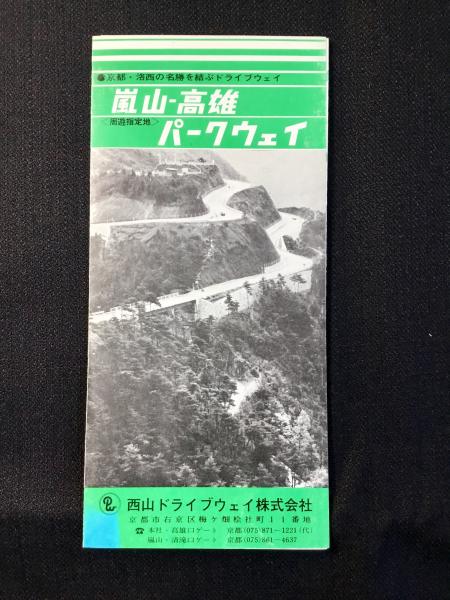 ●京都・洛西の名勝を結ぶドライブウェイ
嵐山-高雄
<周遊指定地>
パークウェイ
西山ドライブウェイ株式会社
京都市右京区梅ヶ畑桧社町11番地
☎ 本社・高雄口ゲート 京都(075)871-1221(代)
嵐山・清滝口ゲート 京都(075)861-4637